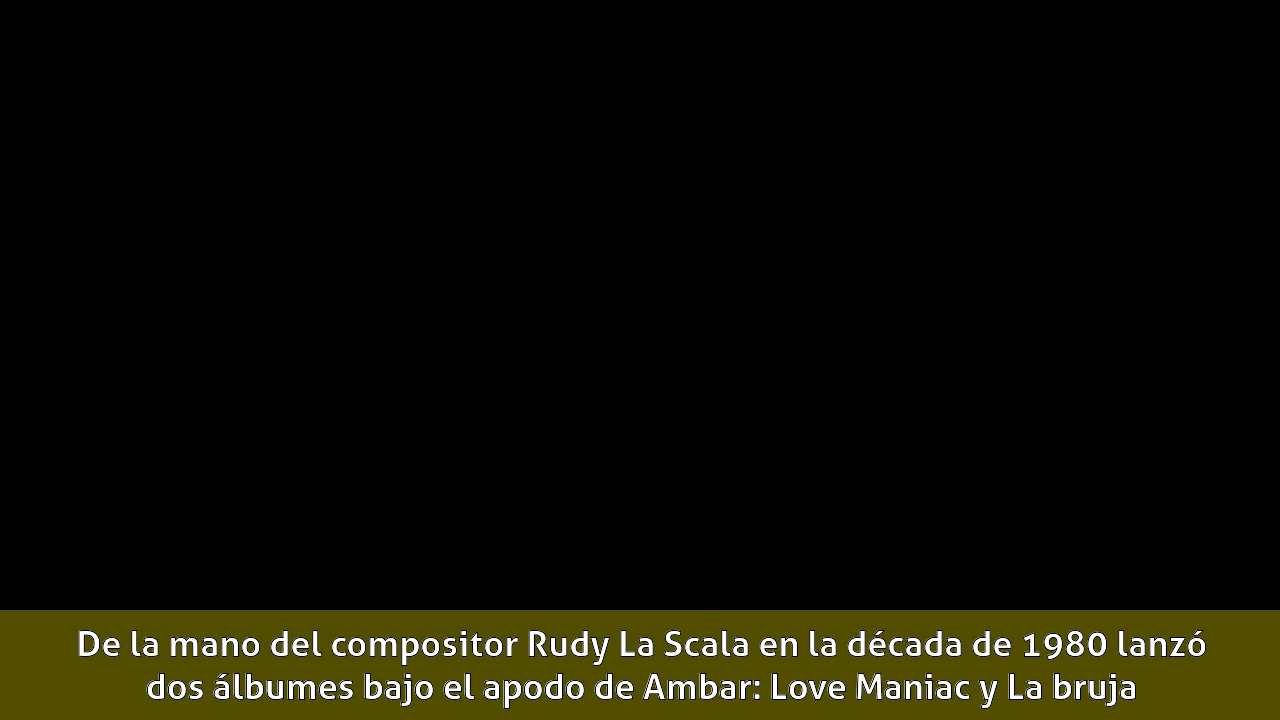 De la mano del compositor Rudy La Scala en la década de 1980 lanzó
dos álbumes bajo el apodo de Ambar: Love Maniac y La bruja